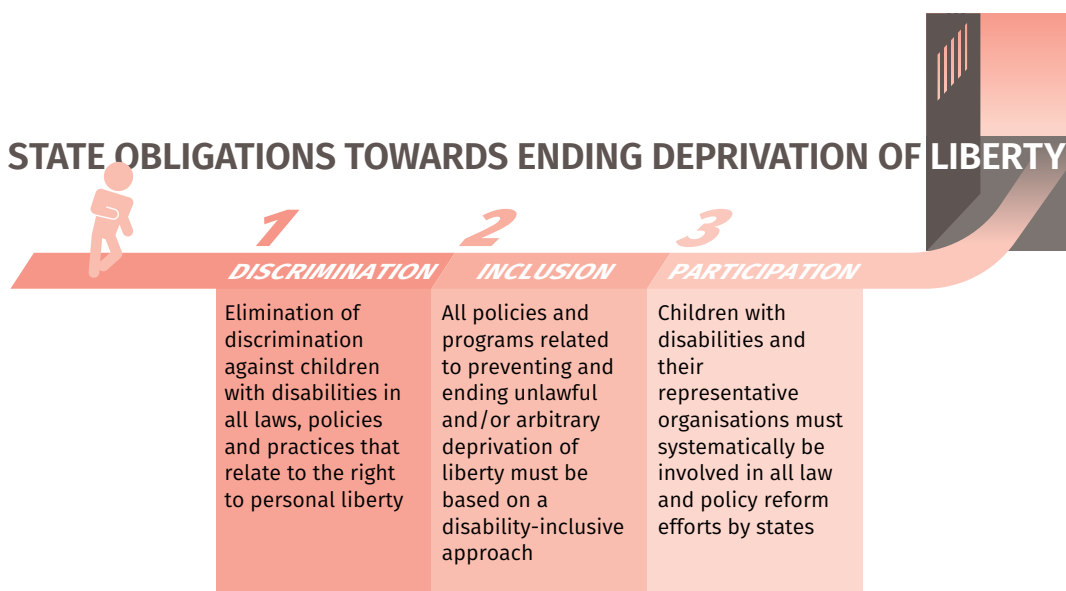 STATE OBLIGATIONS TOWARDS ENDING DEPRIVATION OF LIBERTY
1
DISCRIMINATION
Elimination of
discrimination
against children
with disabilities in
all laws, policies
and practices that
relate to the right
to personal liberty
2
INCLUSION
All policies and
programs related
to preventing and
ending unlawful
and/or arbitrary
deprivation of
liberty must be
based on a
disability-inclusive
approach
3
PARTICIPATION
Children with
disabilities and
their
representative
organisations must
systematically be
involved in all law
and policy reform
efforts by states